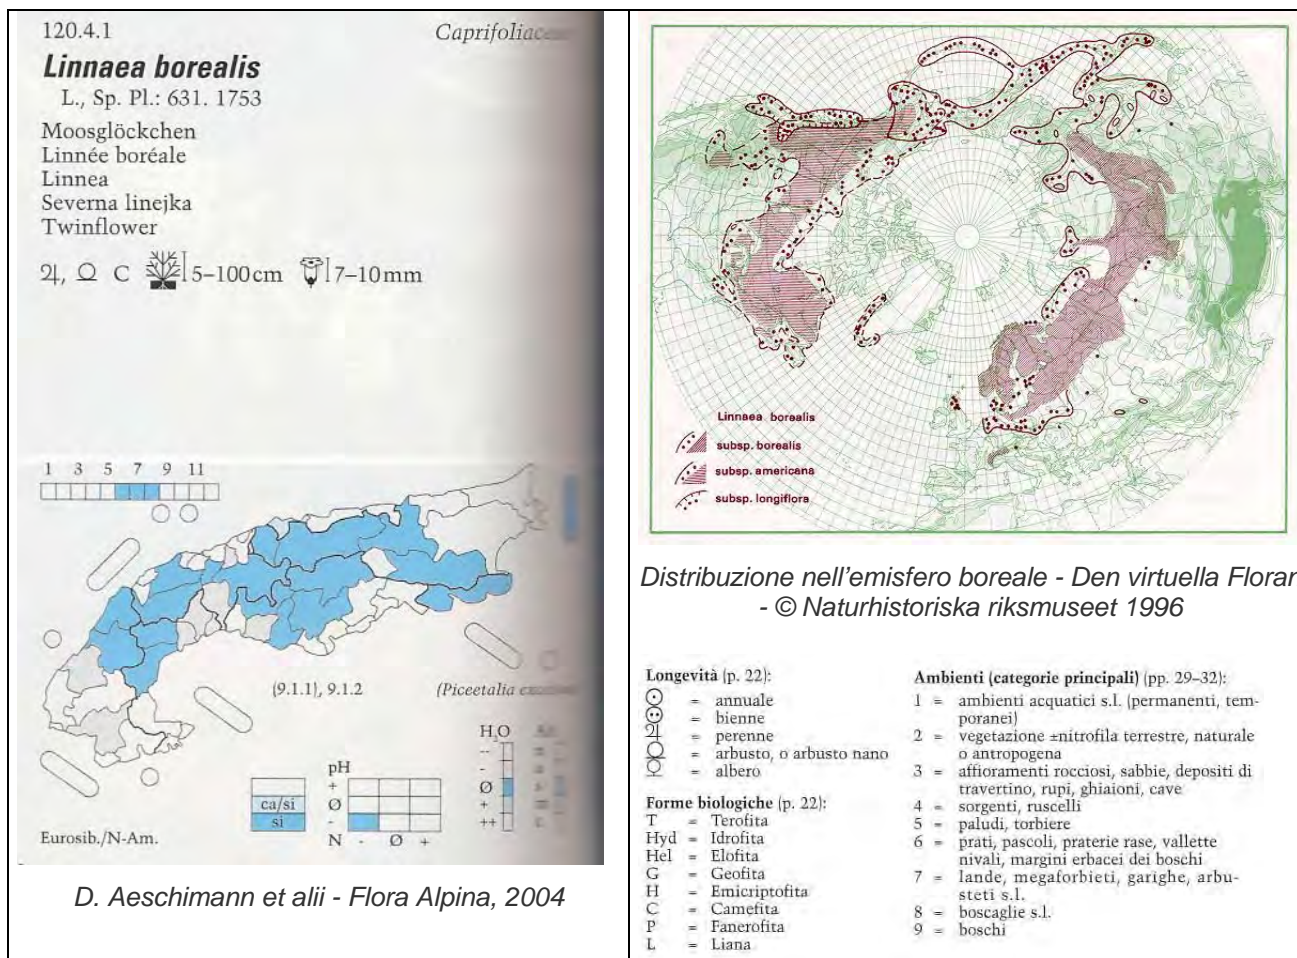 120.4.1
Linnaea borealis
L., Sp. Pl.: 631. 1753
Moosglöckchen
Linnée boréale
Linnea
Severna linejka
Twinflower
♃, C 5–100cm 7–10mm
1 3 5 7 9 11
(9.1.1), 9.1.2 (Piceetalia
H₂O
--
-
Ø
+
++
pH
+
ca/si Ø
si -
N - Ø +
Eurosib./N-Am.
D. Aeschimann et alii - Flora Alpina, 2004
Linnaea borealis
subsp. borealis
subsp. americana
subsp. longiflora
Distribuzione nell'emisfero boreale - Den virtuella Floran
- © Naturhistoriska riksmuseet 1996
Longevità (p. 22):
= annuale
= bienne
♃ = perenne
= arbusto, o arbusto nano
= albero
Forme biologiche (p. 22):
T = Terofita
Hyd = Idrofita
Hel = Elofita
G = Geofita
H = Emicriptofita
C = Camefita
P = Fanerofita
L = Liana
Ambienti (categorie principali) (pp. 29–32):
1 = ambienti acquatici s.l. (permanenti, tem-
poranei)
2 = vegetazione ±nitrofila terrestre, naturale
o antropogena
3 = affioramenti rocciosi, sabbie, depositi di
travertino, rupi, ghiaioni, cave
4 = sorgenti, ruscelli
5 = paludi, torbiere
6 = prati, pascoli, praterie rase, vallette
nivali, margini erbacei dei boschi
7 = lande, megaforbieti, garighe, arbu-
steti s.l.
8 = boscaglie s.l.
9 = boschi